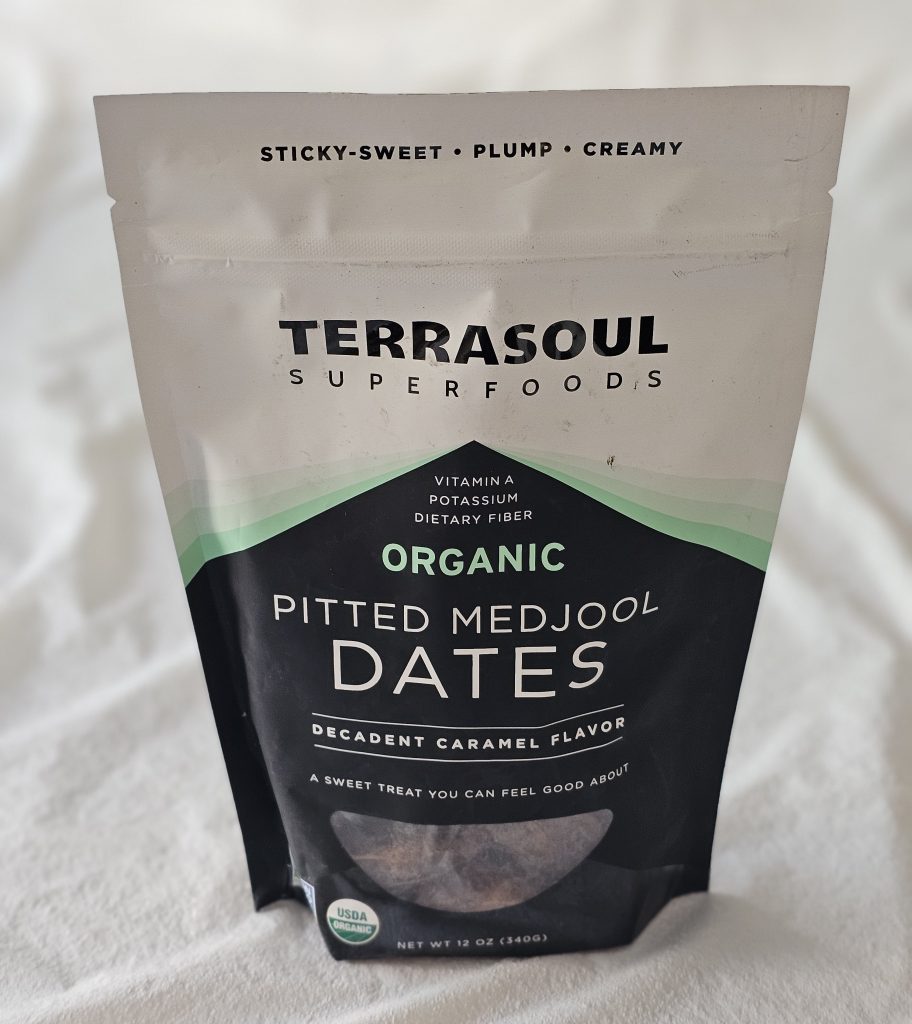 STICKY-SWEET • PLUMP • CREAMY
TERRASOUL
SUPERFOODS
VITAMIN A
POTASSIUM
DIETARY FIBER
ORGANIC
PITTED MEDJOOL
DATES
DECADENT CARAMEL FLAVOR
A SWEET TREAT YOU CAN FEEL GOOD ABOUT
USDA
ORGANIC
NET WT 12 OZ (340G)